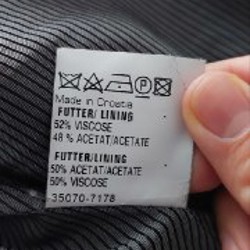 P
Made in Croatia
FUTTER/LINING
52% VISCOSE
48% ACETAT/ACETATE
FUTTER/LINING
50% ACETAT/ACETATE
50% VISCOSE
35070-7178